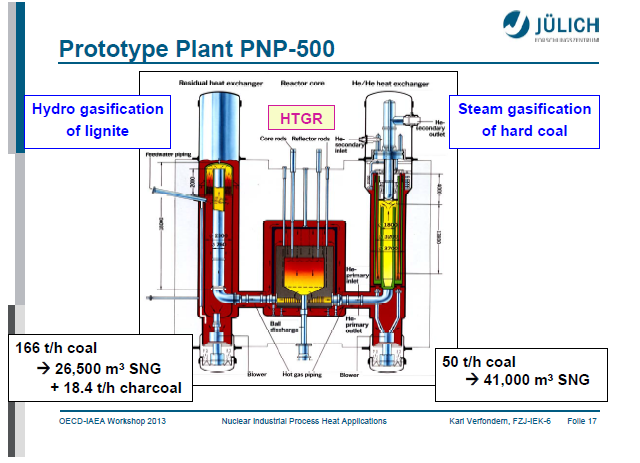 JÜLICH
FORSCHUNGSZENTRUM
Prototype Plant PNP-500
Residual heat exchanger
Reactor core
He/He heat exchanger
Hydro gasification
of lignite
HTGR
Steam gasification
of hard coal
Core rods
Reflector rods
He-
secondary
inlet
He-
secondary
outlet
Feedwater piping
He-
primary
inlet
He-
primary
outlet
Ball
discharge
Blower
Hot gas piping
Blower
166 t/h coal
→ 26,500 m³ SNG
+ 18.4 t/h charcoal
50 t/h coal
→ 41,000 m³ SNG
OECD-IAEA Workshop 2013
Nuclear Industrial Process Heat Applications
Karl Verfondern, FZJ-IEK-6
Folie 17